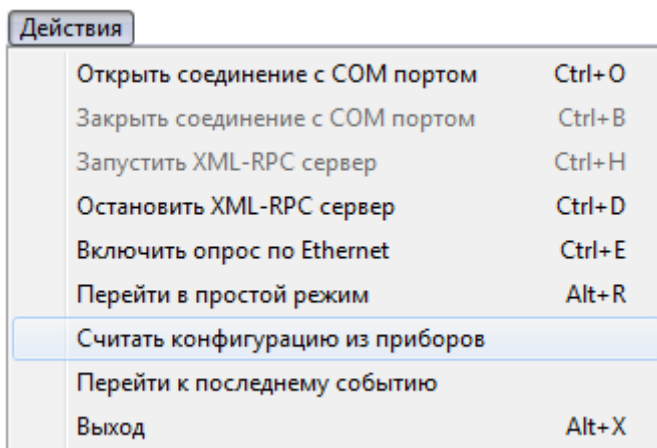 Действия
Открыть соединение с COM портом Ctrl+O
Закрыть соединение с COM портом Ctrl+B
Запустить XML-RPC сервер Ctrl+H
Остановить XML-RPC сервер Ctrl+D
Включить опрос по Ethernet Ctrl+E
Перейти в простой режим Alt+R
Считать конфигурацию из приборов
Перейти к последнему событию
Выход Alt+X